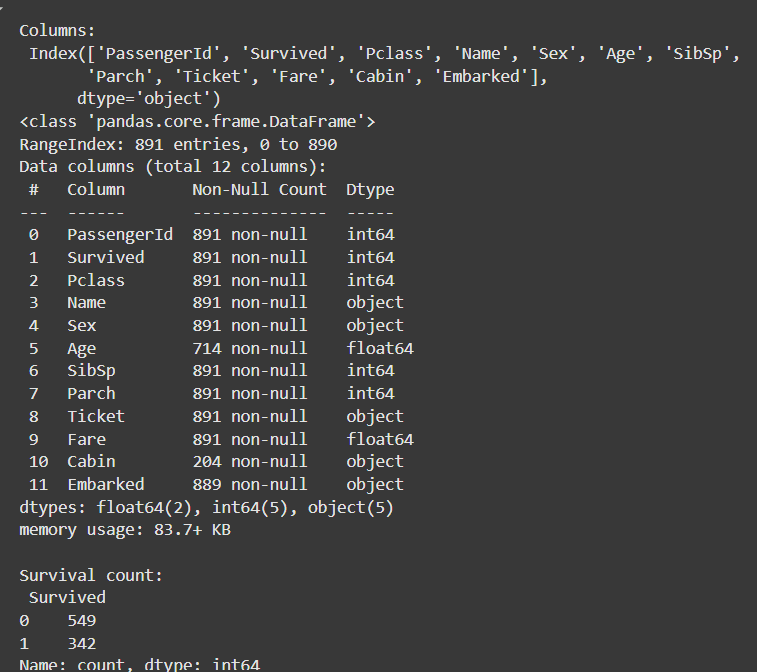 Columns:
 Index(['PassengerId', 'Survived', 'Pclass', 'Name', 'Sex', 'Age', 'SibSp',
       'Parch', 'Ticket', 'Fare', 'Cabin', 'Embarked'],
      dtype='object')
<class 'pandas.core.frame.DataFrame'>
RangeIndex: 891 entries, 0 to 890
Data columns (total 12 columns):
 #   Column       Non-Null Count  Dtype
---  ------       --------------  -----
 0   PassengerId  891 non-null    int64
 1   Survived     891 non-null    int64
 2   Pclass       891 non-null    int64
 3   Name         891 non-null    object
 4   Sex          891 non-null    object
 5   Age          714 non-null    float64
 6   SibSp        891 non-null    int64
 7   Parch        891 non-null    int64
 8   Ticket       891 non-null    object
 9   Fare         891 non-null    float64
 10  Cabin        204 non-null    object
 11  Embarked     889 non-null    object
dtypes: float64(2), int64(5), object(5)
memory usage: 83.7+ KB

Survival count:
 Survived
0    549
1    342
Name: count, dtype: int64